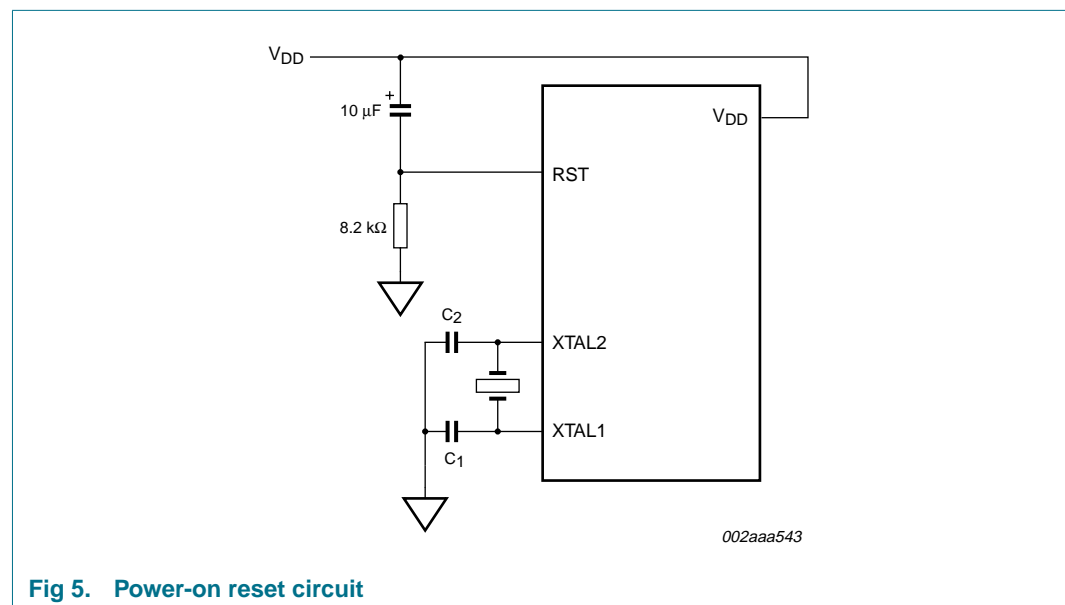 VDD
+
10 μF
VDD
RST
8.2 kΩ
C2
XTAL2
XTAL1
C1
002aaa543
Fig 5. Power-on reset circuit